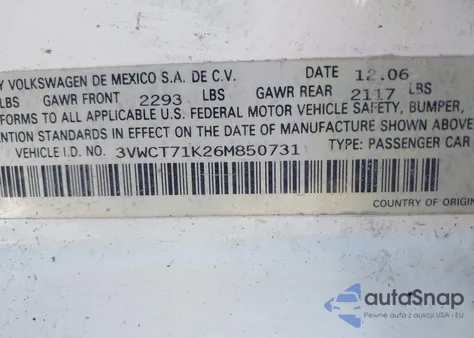 Y VOLKSWAGEN DE MEXICO S.A. DE C.V. DATE 12.06
LBS GAWR FRONT 2293 LBS GAWR REAR 2117 LBS
FORMS TO ALL APPLICABLE U.S. FEDERAL MOTOR VEHICLE SAFETY, BUMPER,
ENTION STANDARDS IN EFFECT ON THE DATE OF MANUFACTURE SHOWN ABOVE.
VEHICLE I.D. NO. 3VWCT71K26M850731 TYPE: PASSENGER CAR
COUNTRY OF ORIGIN
autoSnap
Pewne auta z aukcji USA i EU